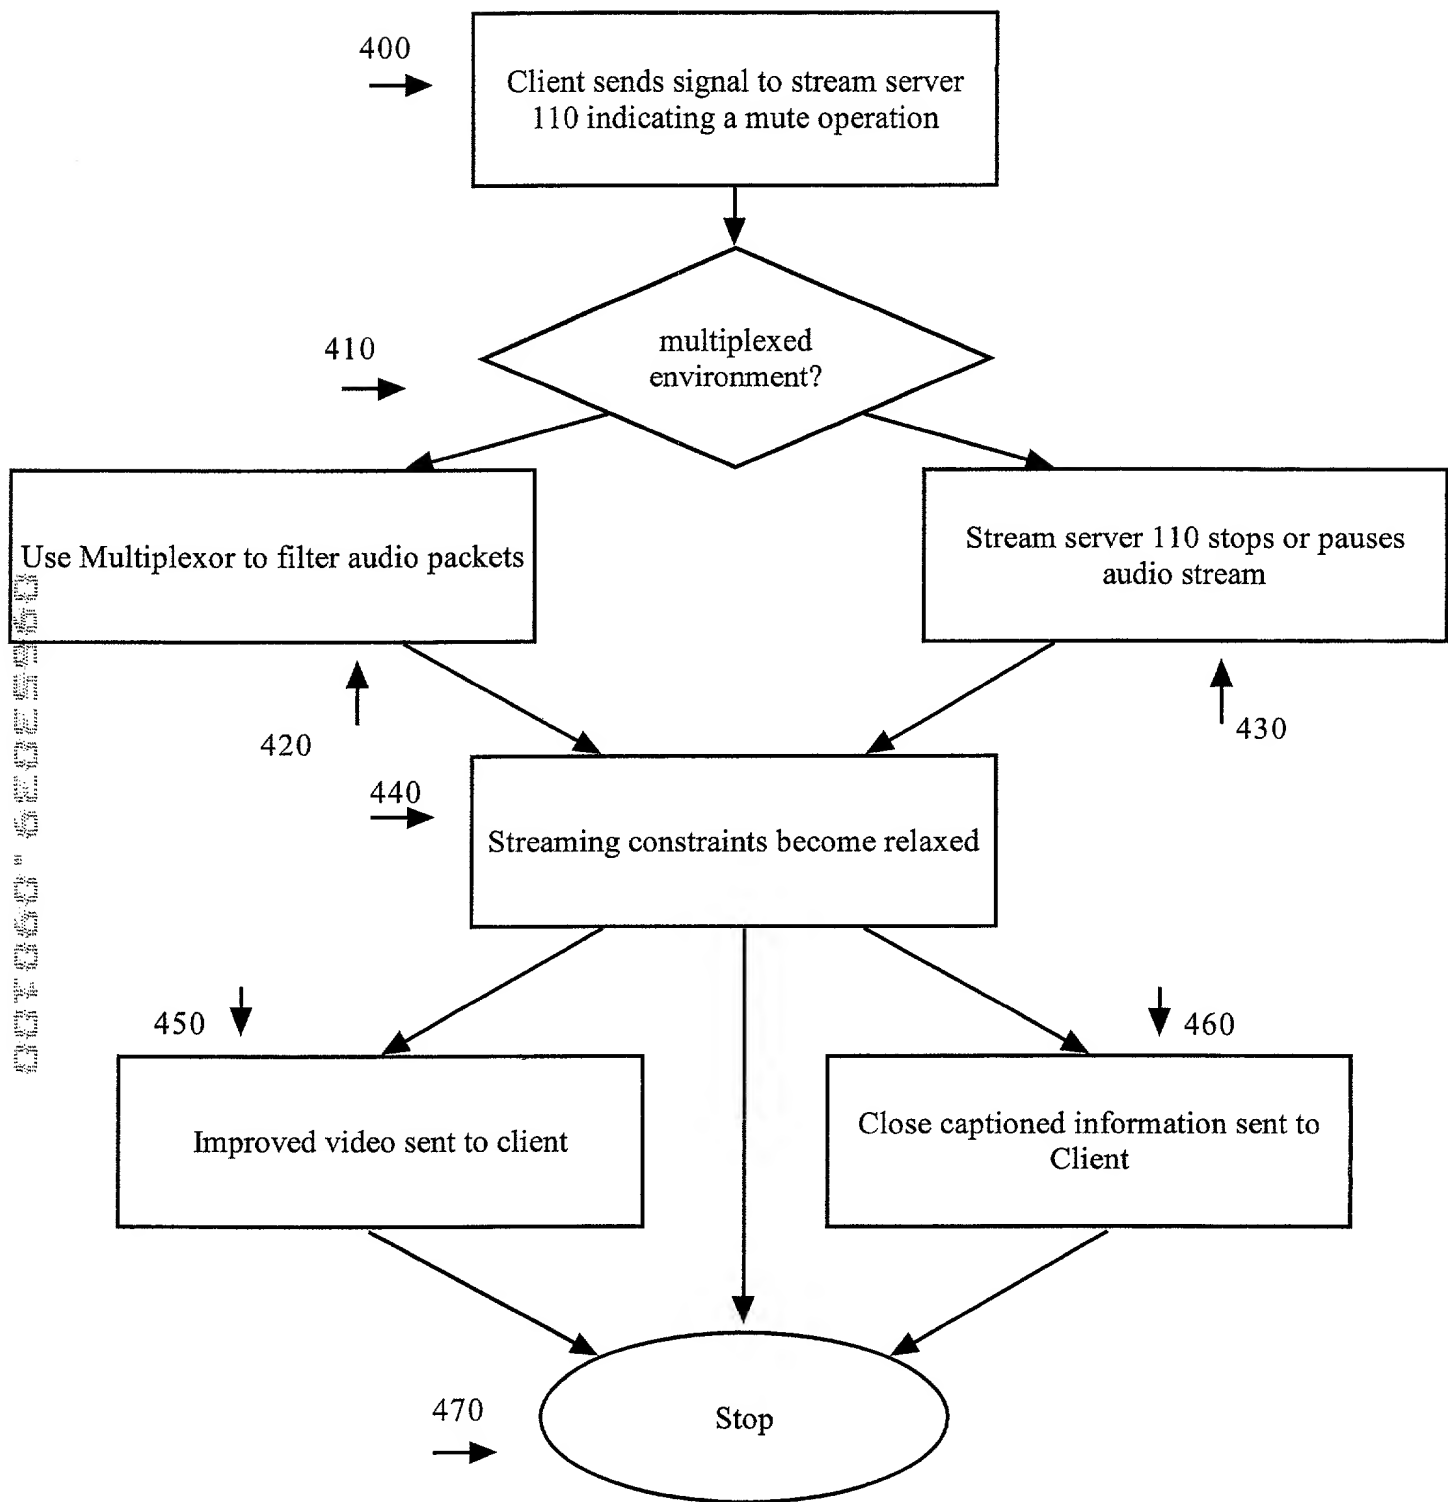 400
Client sends signal to stream server
110 indicating a mute operation
410
multiplexed
environment?
Use Multiplexor to filter audio packets
Stream server 110 stops or pauses
audio stream
420
430
440
Streaming constraints become relaxed
450
460
Improved video sent to client
Close captioned information sent to
Client
470
Stop